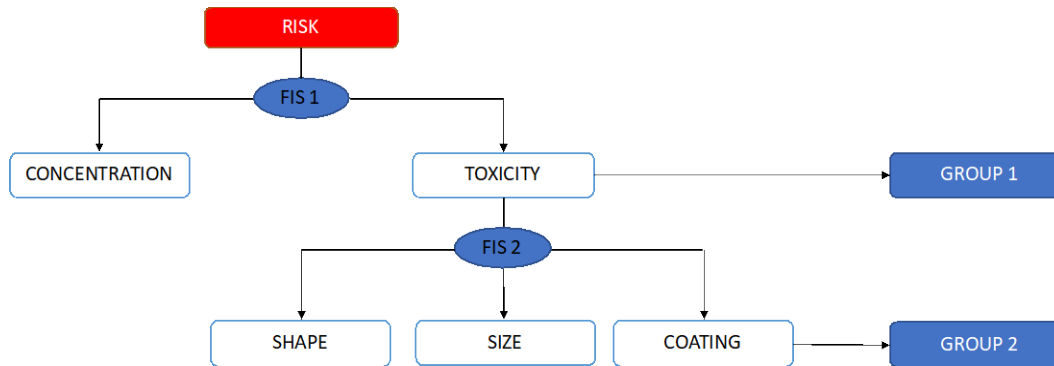 RISK
FIS 1
CONCENTRATION
TOXICITY
GROUP 1
FIS 2
SHAPE
SIZE
COATING
GROUP 2